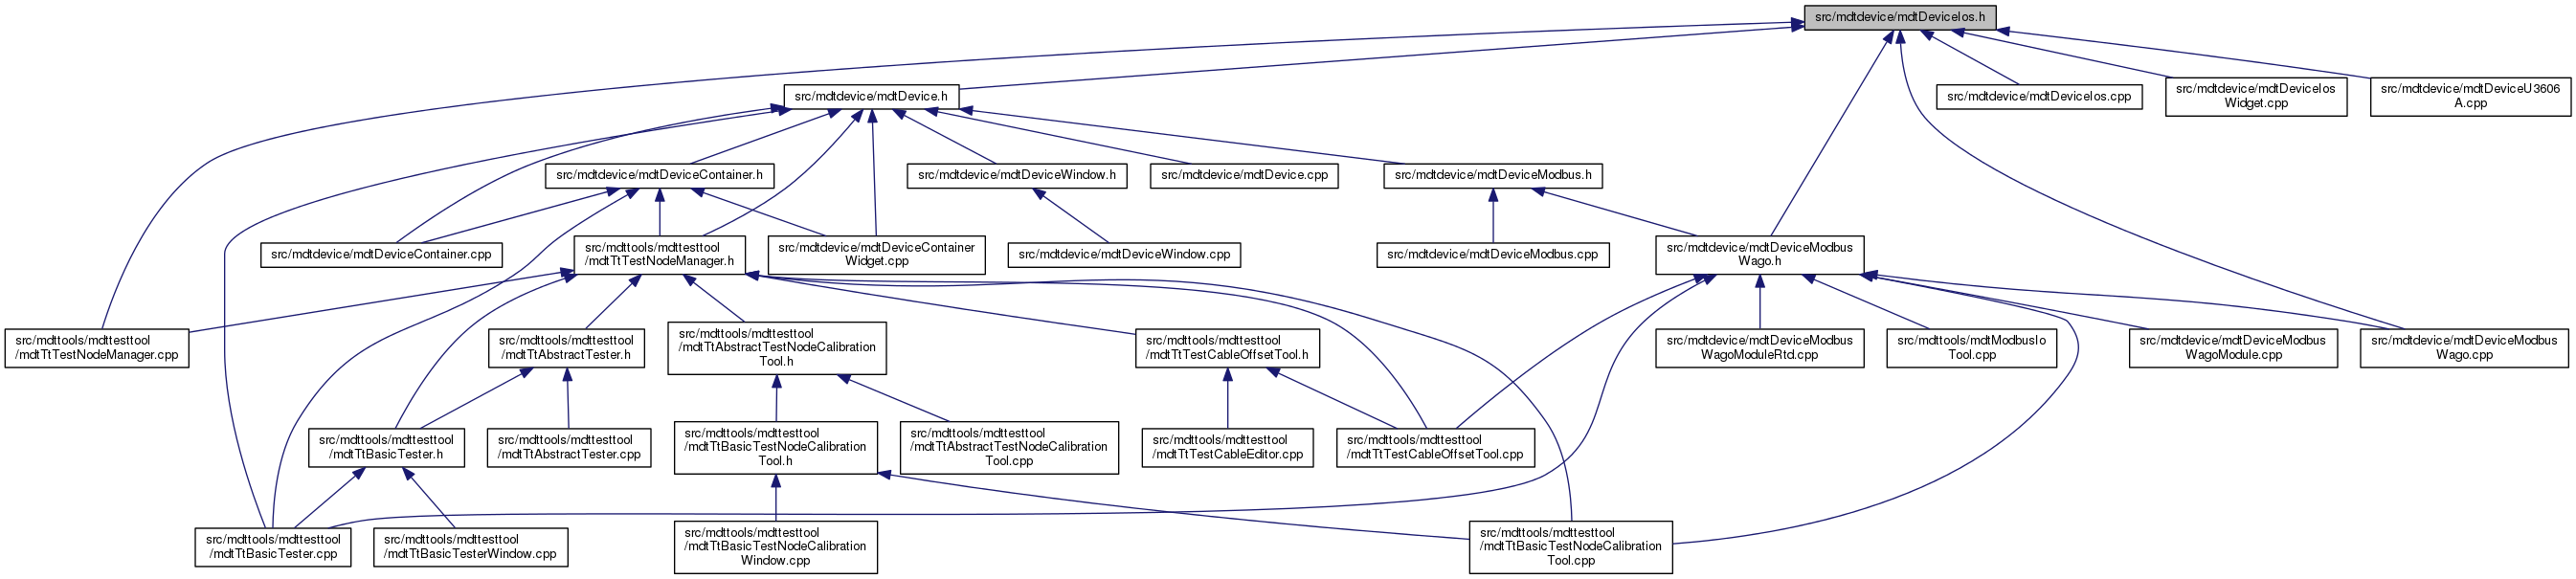 src/mdtdevice/mdtDeviceIos.h
src/mdtdevice/mdtDevice.h
src/mdtdevice/mdtDeviceIos.cpp
src/mdtdevice/mdtDeviceIos
Widget.cpp
src/mdtdevice/mdtDeviceU3606
A.cpp
src/mdtdevice/mdtDeviceContainer.h
src/mdtdevice/mdtDeviceWindow.h
src/mdtdevice/mdtDevice.cpp
src/mdtdevice/mdtDeviceModbus.h
src/mdtdevice/mdtDeviceContainer.cpp
src/mdttools/mdttesttool
/mdtTtTestNodeManager.h
src/mdtdevice/mdtDeviceContainer
Widget.cpp
src/mdtdevice/mdtDeviceWindow.cpp
src/mdtdevice/mdtDeviceModbus.cpp
src/mdtdevice/mdtDeviceModbus
Wago.h
src/mdttools/mdttesttool
/mdtTtTestNodeManager.cpp
src/mdttools/mdttesttool
/mdtTtAbstractTester.h
src/mdttools/mdttesttool
/mdtTtAbstractTestNodeCalibration
Tool.h
src/mdttools/mdttesttool
/mdtTtTestCableOffsetTool.h
src/mdtdevice/mdtDeviceModbus
WagoModuleRtd.cpp
src/mdttools/mdtModbusIo
Tool.cpp
src/mdtdevice/mdtDeviceModbus
WagoModule.cpp
src/mdtdevice/mdtDeviceModbus
Wago.cpp
src/mdttools/mdttesttool
/mdtTtBasicTester.h
src/mdttools/mdttesttool
/mdtTtAbstractTester.cpp
src/mdttools/mdttesttool
/mdtTtBasicTestNodeCalibration
Tool.h
src/mdttools/mdttesttool
/mdtTtAbstractTestNodeCalibration
Tool.cpp
src/mdttools/mdttesttool
/mdtTtTestCableEditor.cpp
src/mdttools/mdttesttool
/mdtTtTestCableOffsetTool.cpp
src/mdttools/mdttesttool
/mdtTtBasicTester.cpp
src/mdttools/mdttesttool
/mdtTtBasicTesterWindow.cpp
src/mdttools/mdttesttool
/mdtTtBasicTestNodeCalibration
Window.cpp
src/mdttools/mdttesttool
/mdtTtBasicTestNodeCalibration
Tool.cpp